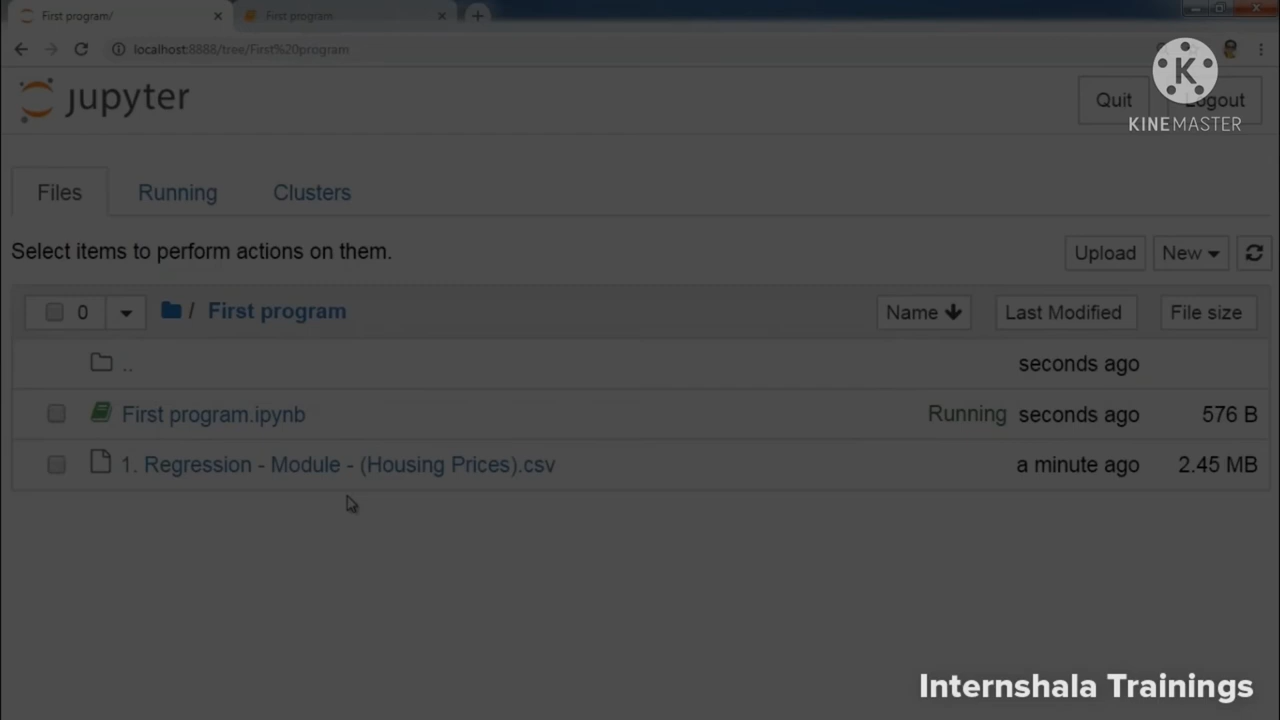 First program/
First program
localhost:8888/tree/First%20program
jupyter
Quit
Logout
K
KINEMASTER
Files
Running
Clusters
Select items to perform actions on them.
Upload
New
0
/
First program
Name
Last Modified
File size
..
seconds ago
First program.ipynb
Running
seconds ago
576 B
1. Regression - Module - (Housing Prices).csv
a minute ago
2.45 MB
Internshala Trainings